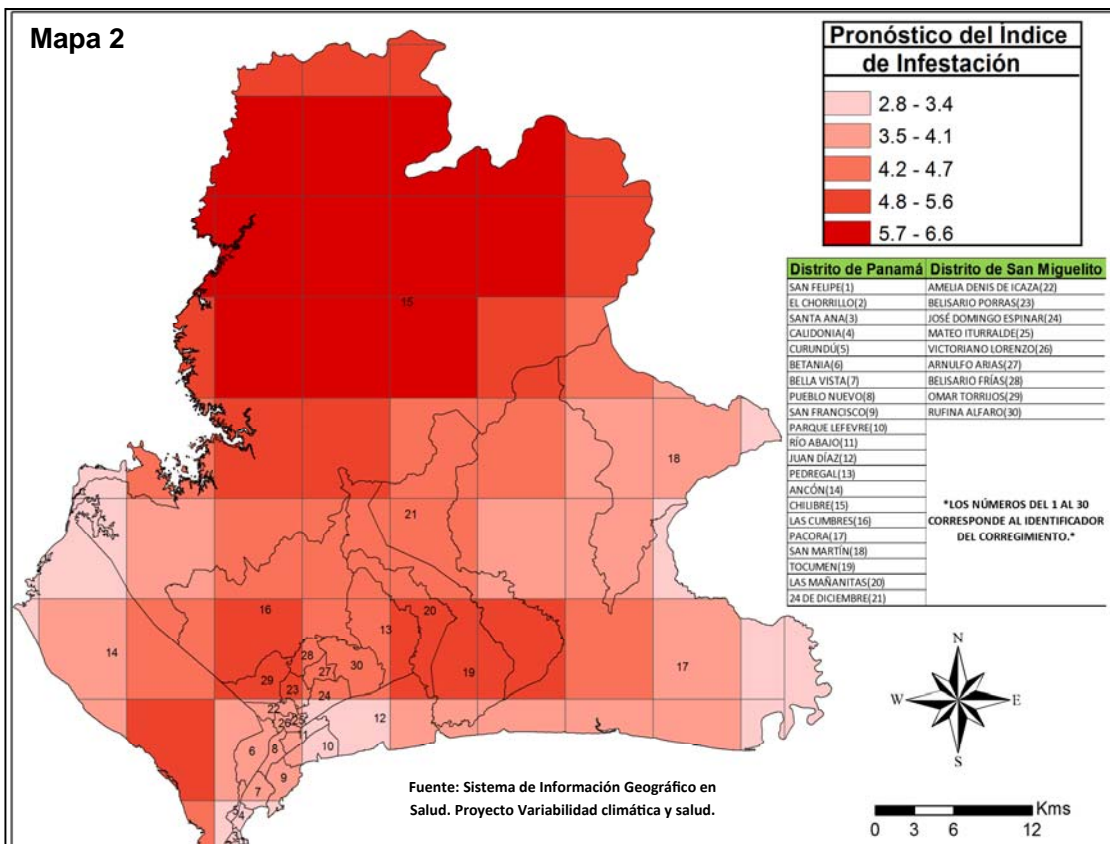 Mapa 2
Pronóstico del Índice
de Infestación
2.8 - 3.4
3.5 - 4.1
4.2 - 4.7
4.8 - 5.6
5.7 - 6.6
Distrito de Panamá Distrito de San Miguelito
SAN FELIPE(1) AMELIA DENIS DE ICAZA(22)
EL CHORRILLO(2) BELISARIO PORRAS(23)
SANTA ANA(3) JOSÉ DOMINGO ESPINAR(24)
CALIDONIA(4) MATEO ITURRALDE(25)
CURUNDÚ(5) VICTORIANO LORENZO(26)
BETANIA(6) ARNULFO ARIAS(27)
BELLA VISTA(7) BELISARIO FRÍAS(28)
PUEBLO NUEVO(8) OMAR TORRIJOS(29)
SAN FRANCISCO(9) RUFINA ALFARO(30)
PARQUE LEFEVRE(10)
RÍO ABAJO(11)
JUAN DÍAZ(12)
PEDREGAL(13)
ANCÓN(14)
CHILIBRE(15)
LAS CUMBRES(16)
PACORA(17)
SAN MARTÍN(18)
TOCUMEN(19)
LAS MAÑANITAS(20)
24 DE DICIEMBRE(21)
*LOS NÚMEROS DEL 1 AL 30
CORRESPONDE AL IDENTIFICADOR
DEL CORREGIMIENTO.*
15
18
21
16
20
13
14
28
27
30
29
23
24
19
17
22
26
25
11
12
6
8
10
9
7
5
4
3
N
W
E
S
Fuente: Sistema de Información Geográfico en
Salud. Proyecto Variabilidad climática y salud.
Kms
0 3 6 12